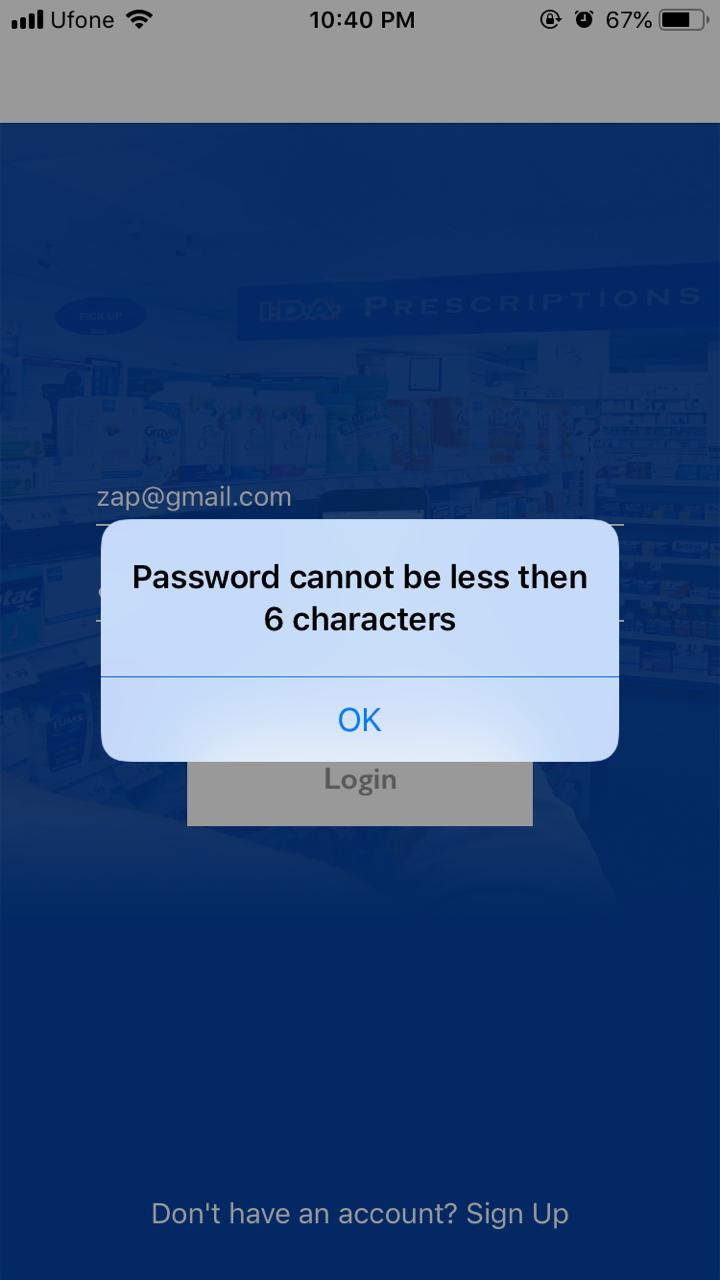 Ufone
10:40 PM
67%
PICK UP
I·D·A· PRESCRIPTIONS
zap@gmail.com
Password cannot be less then
6 characters
OK
TUMS
Login
Don't have an account? Sign Up